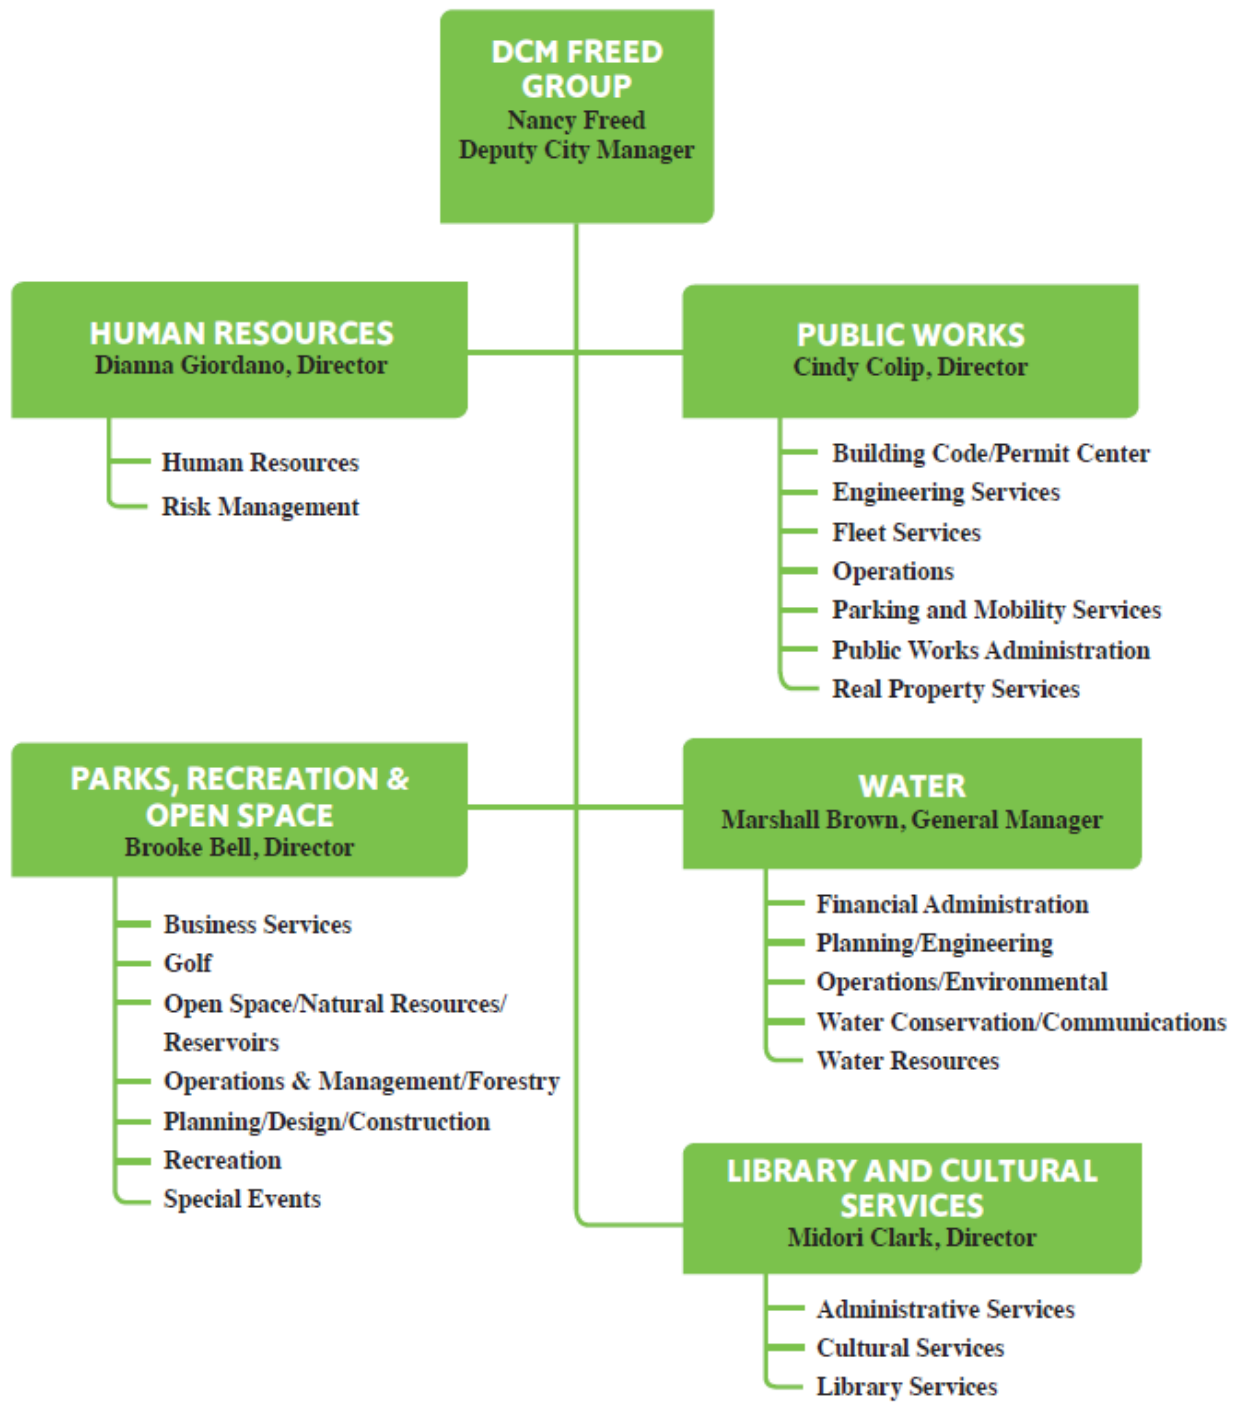 DCM FREED
GROUP
Nancy Freed
Deputy City Manager
HUMAN RESOURCES
Dianna Giordano, Director
Human Resources
Risk Management
PUBLIC WORKS
Cindy Colip, Director
Building Code/Permit Center
Engineering Services
Fleet Services
Operations
Parking and Mobility Services
Public Works Administration
Real Property Services
PARKS, RECREATION &
OPEN SPACE
Brooke Bell, Director
Business Services
Golf
Open Space/Natural Resources/
Reservoirs
Operations & Management/Forestry
Planning/Design/Construction
Recreation
Special Events
WATER
Marshall Brown, General Manager
Financial Administration
Planning/Engineering
Operations/Environmental
Water Conservation/Communications
Water Resources
LIBRARY AND CULTURAL
SERVICES
Midori Clark, Director
Administrative Services
Cultural Services
Library Services